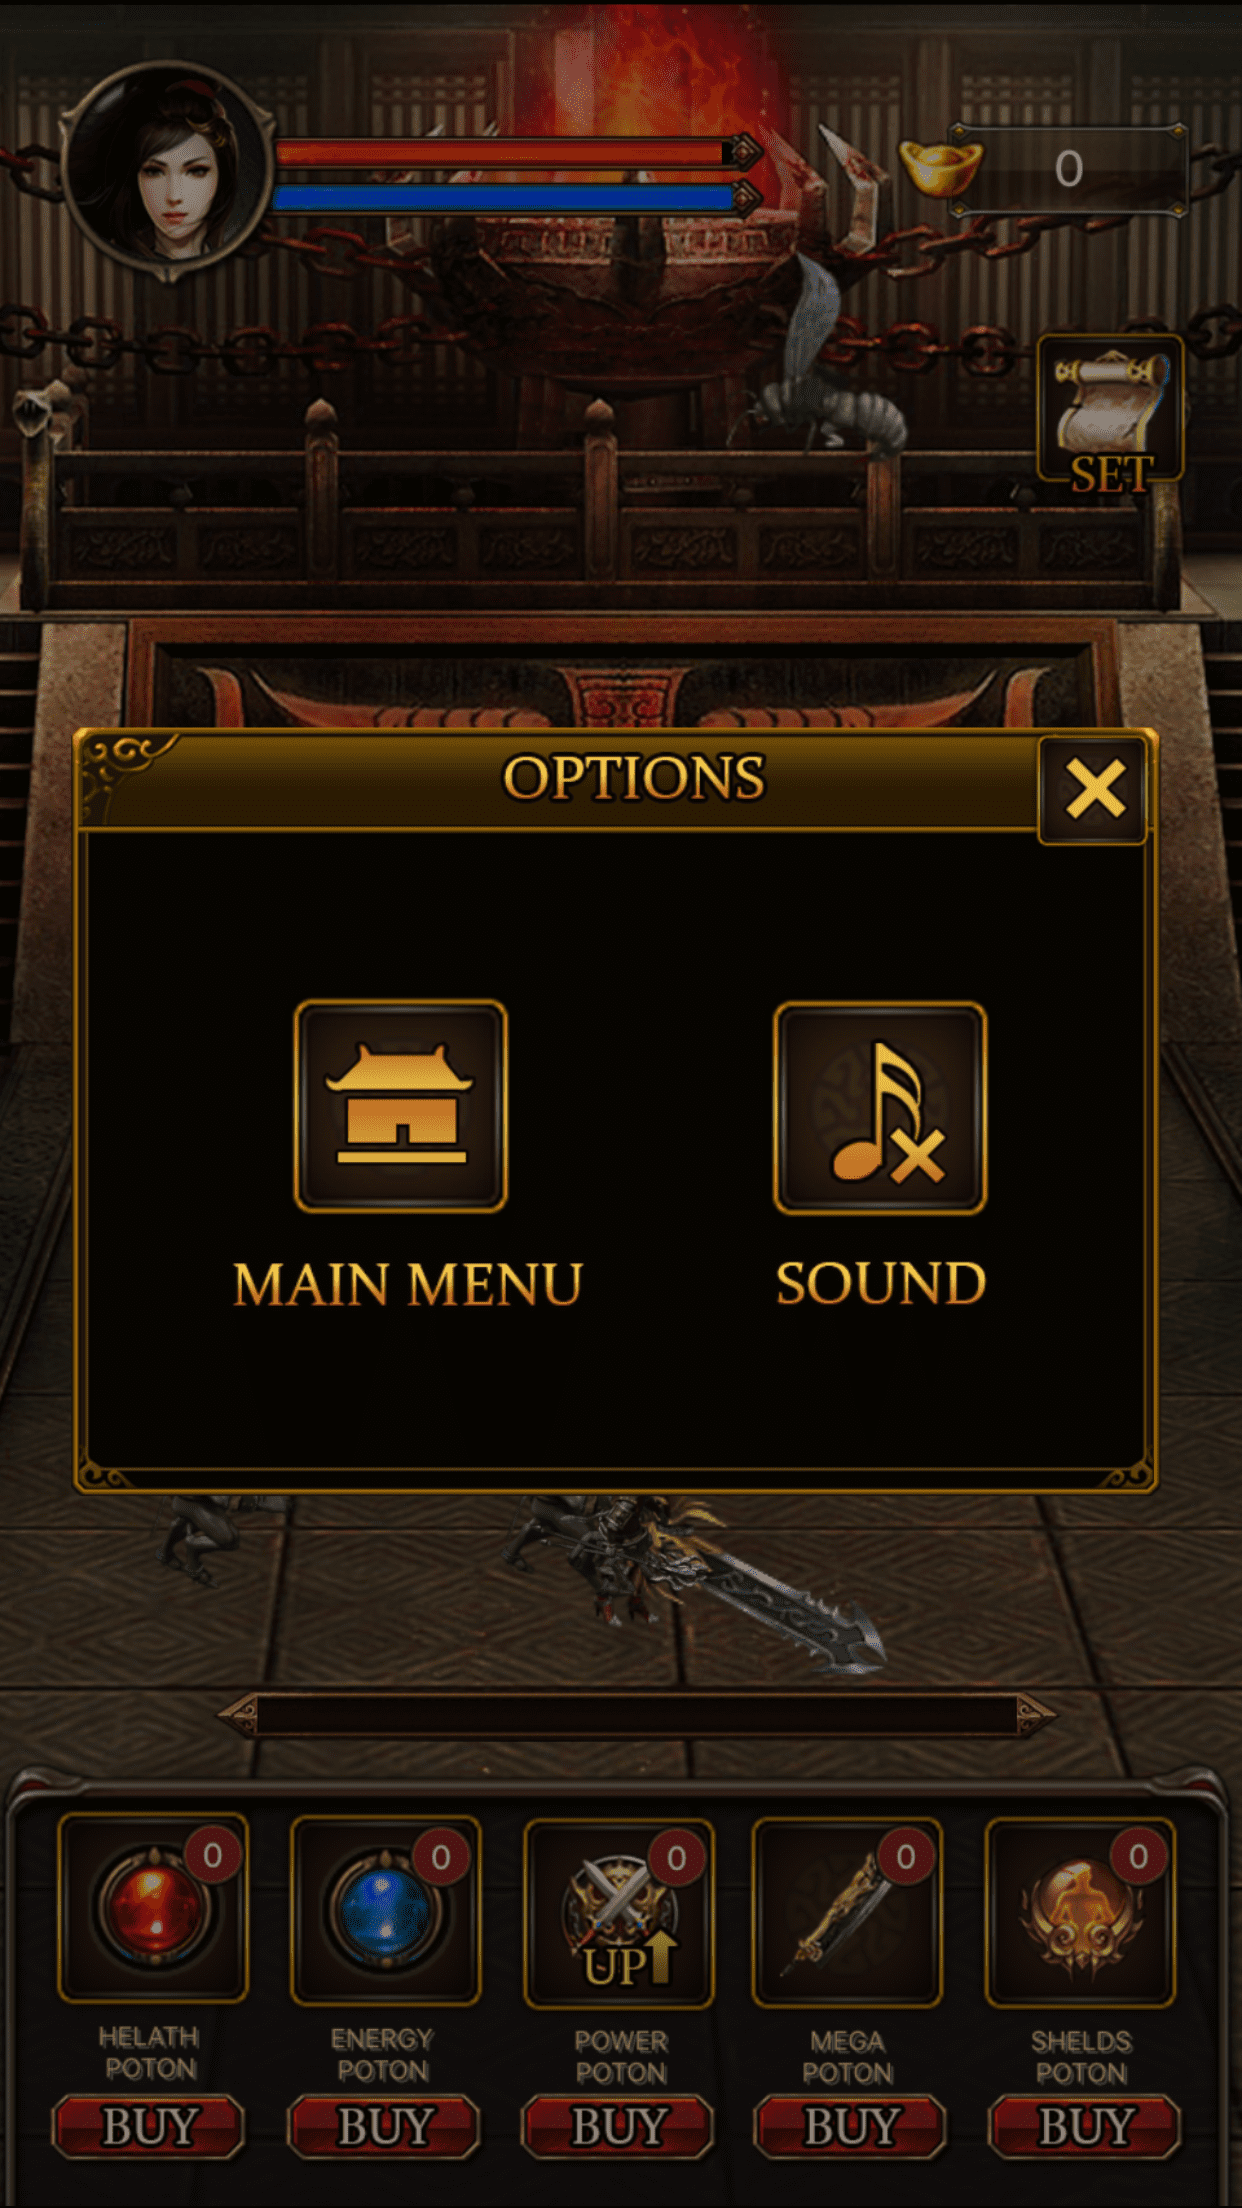 0
SET
OPTIONS
MAIN MENU
SOUND
0
0
0
0
0
UP
HELATH
POTON
ENERGY
POTON
POWER
POTON
MEGA
POTON
SHELDS
POTON
BUY
BUY
BUY
BUY
BUY